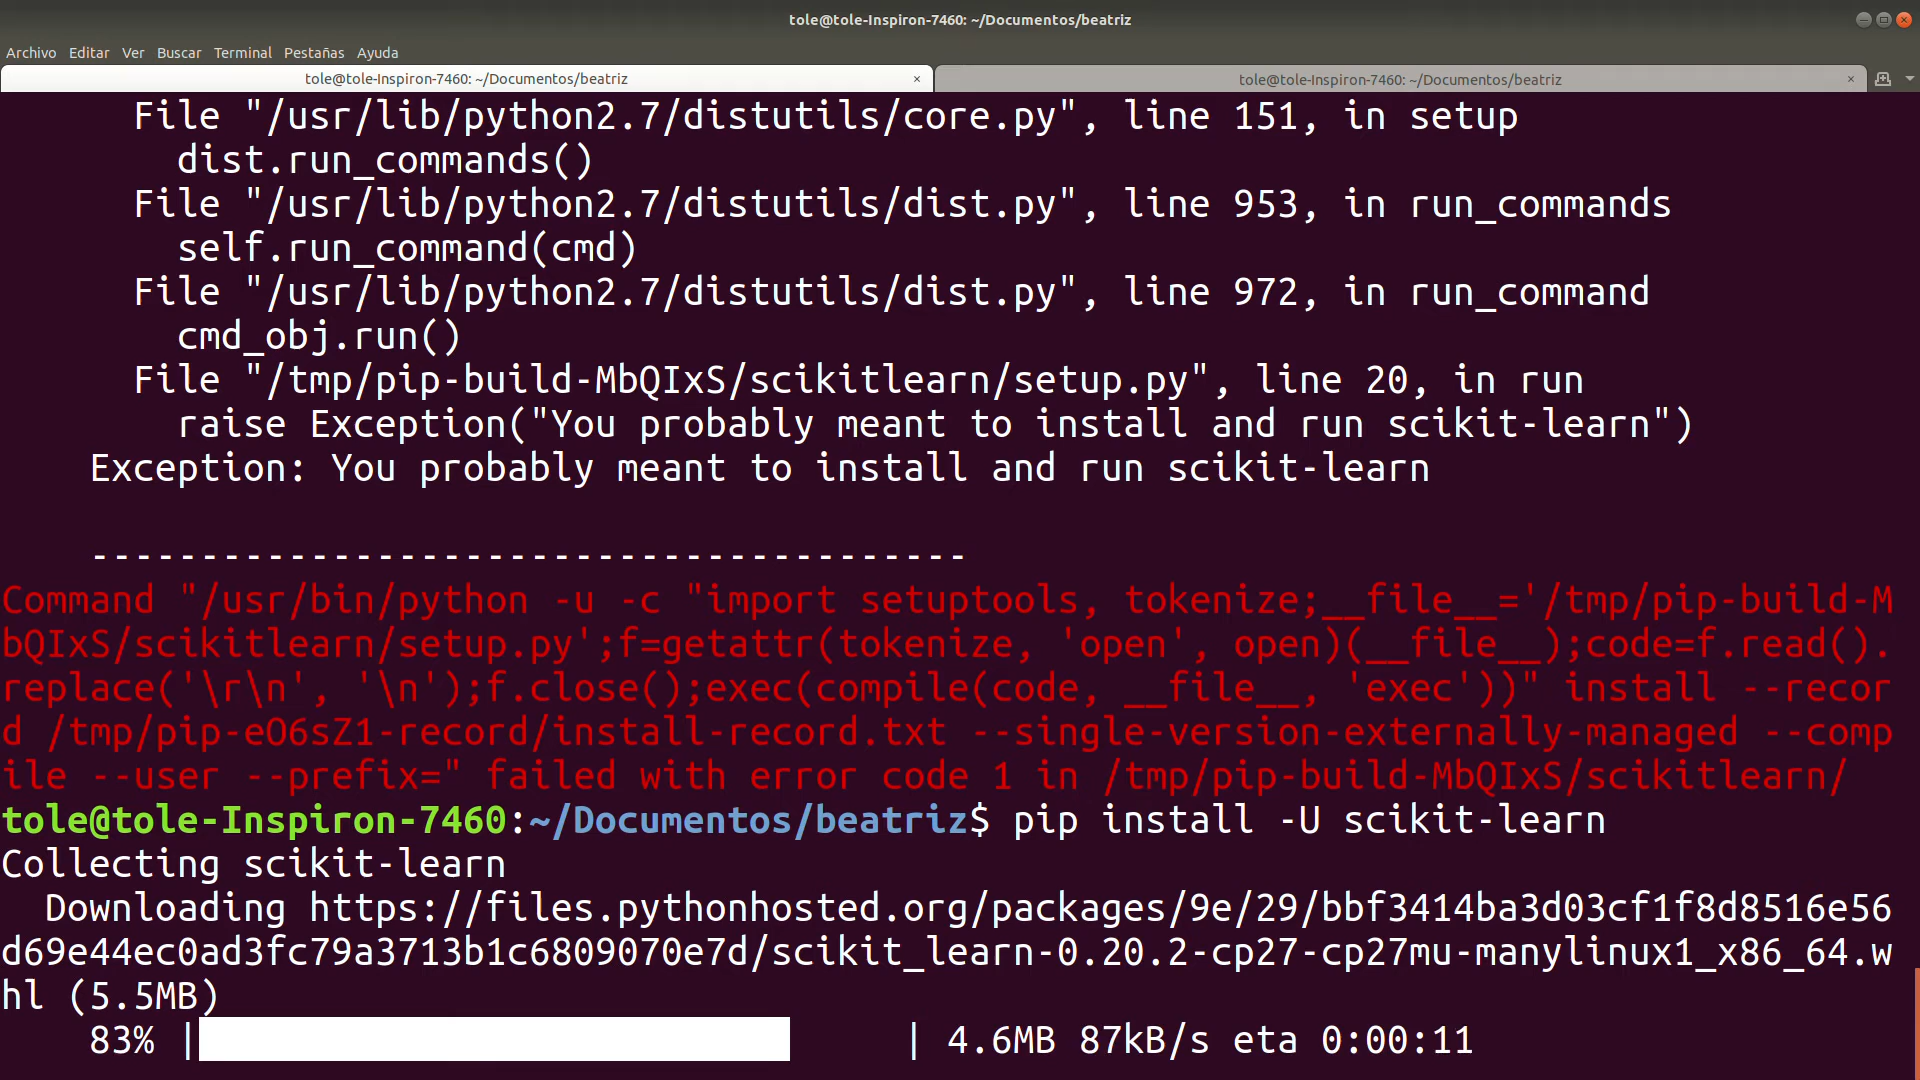 tole@tole-Inspiron-7460: ~/Documentos/beatriz
Archivo Editar Ver Buscar Terminal Pestañas Ayuda
tole@tole-Inspiron-7460: ~/Documentos/beatriz × tole@tole-Inspiron-7460: ~/Documentos/beatriz ×
File "/usr/lib/python2.7/distutils/core.py", line 151, in setup
dist.run_commands()
File "/usr/lib/python2.7/distutils/dist.py", line 953, in run_commands
self.run_command(cmd)
File "/usr/lib/python2.7/distutils/dist.py", line 972, in run_command
cmd_obj.run()
File "/tmp/pip-build-MbQIxS/scikitlearn/setup.py", line 20, in run
raise Exception("You probably meant to install and run scikit-learn")
Exception: You probably meant to install and run scikit-learn
----------------------------------------
Command "/usr/bin/python -u -c "import setuptools, tokenize;__file__='/tmp/pip-build-M
bQIxS/scikitlearn/setup.py';f=getattr(tokenize, 'open', open)(__file__);code=f.read().
replace('\r\n', '\n');f.close();exec(compile(code, __file__, 'exec'))" install --recor
d /tmp/pip-eO6sZ1-record/install-record.txt --single-version-externally-managed --comp
ile --user --prefix=" failed with error code 1 in /tmp/pip-build-MbQIxS/scikitlearn/
tole@tole-Inspiron-7460:~/Documentos/beatriz$ pip install -U scikit-learn
Collecting scikit-learn
Downloading https://files.pythonhosted.org/packages/9e/29/bbf3414ba3d03cf1f8d8516e56
d69e44ec0ad3fc79a3713b1c6809070e7d/scikit_learn-0.20.2-cp27-cp27mu-manylinux1_x86_64.w
hl (5.5MB)
83% | | 4.6MB 87kB/s eta 0:00:11